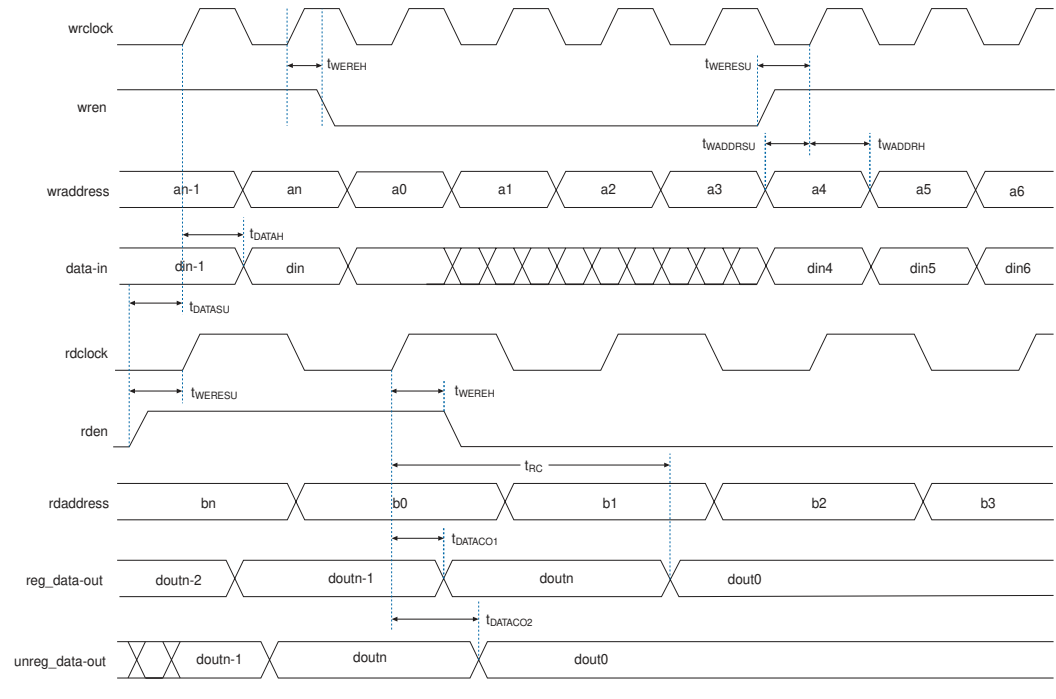 wrclock
tWEREH
tWERESU
wren
tWADDRSU
tWADDRH
wraddress an-1 an a0 a1 a2 a3 a4 a5 a6
tDATAH
data-in din-1 din din4 din5 din6
tDATASU
rdclock
tWERESU
tWEREH
rden
tRC
rdaddress bn b0 b1 b2 b3
tDATACO1
reg_data-out doutn-2 doutn-1 doutn dout0
tDATACO2
unreg_data-out doutn-1 doutn dout0